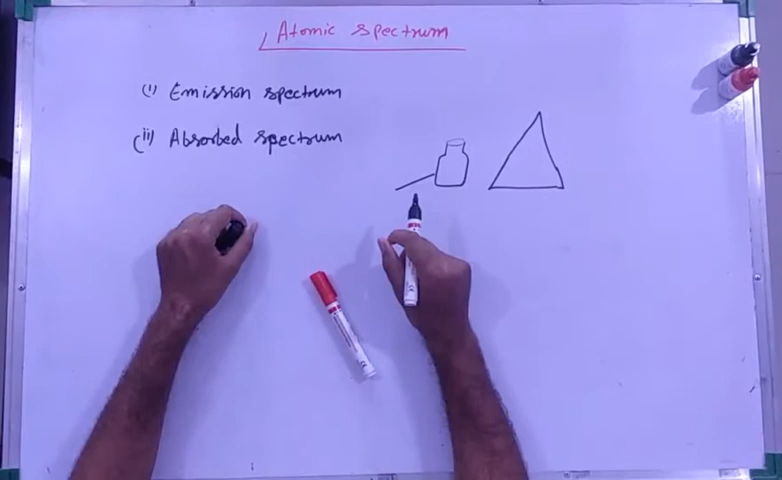 Atomic spectrum
(i) Emission spectrum
(ii) Absorbed spectrum